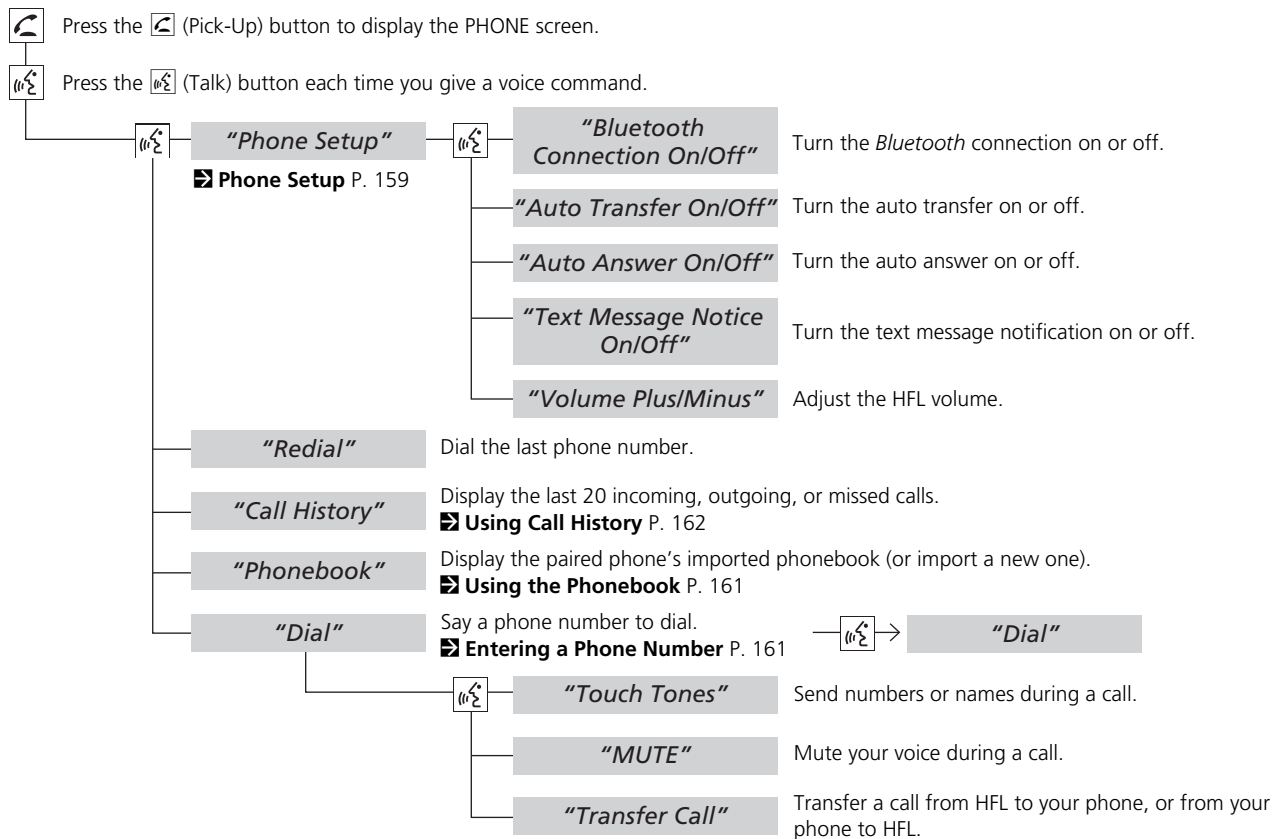 Press the (Pick-Up) button to display the PHONE screen.
Press the (Talk) button each time you give a voice command.
“Phone Setup”
Phone Setup P. 159
“Bluetooth
Connection On/Off”
Turn the Bluetooth connection on or off.
“Auto Transfer On/Off”
Turn the auto transfer on or off.
“Auto Answer On/Off”
Turn the auto answer on or off.
“Text Message Notice
On/Off”
Turn the text message notification on or off.
“Volume Plus/Minus”
Adjust the HFL volume.
“Redial”
Dial the last phone number.
“Call History”
Display the last 20 incoming, outgoing, or missed calls.
Using Call History P. 162
“Phonebook”
Display the paired phone’s imported phonebook (or import a new one).
Using the Phonebook P. 161
“Dial”
Say a phone number to dial.
Entering a Phone Number P. 161
“Dial”
“Touch Tones”
Send numbers or names during a call.
“MUTE”
Mute your voice during a call.
“Transfer Call”
Transfer a call from HFL to your phone, or from your
phone to HFL.